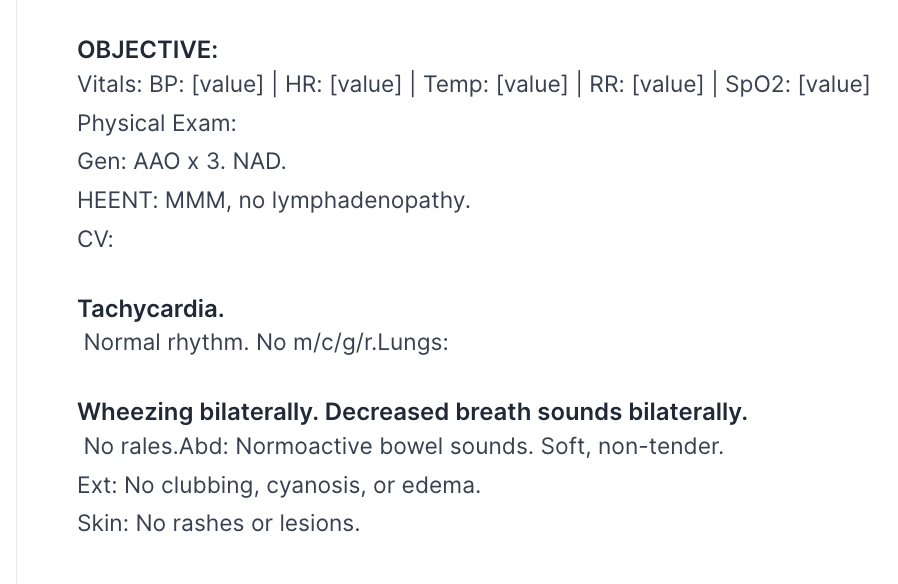 OBJECTIVE:
Vitals: BP: [value] | HR: [value] | Temp: [value] | RR: [value] | SpO2: [value]
Physical Exam:
Gen: AAO x 3. NAD.
HEENT: MMM, no lymphadenopathy.
CV:
Tachycardia.
Normal rhythm. No m/c/g/r.Lungs:
Wheezing bilaterally. Decreased breath sounds bilaterally.
No rales.Abd: Normoactive bowel sounds. Soft, non-tender.
Ext: No clubbing, cyanosis, or edema.
Skin: No rashes or lesions.